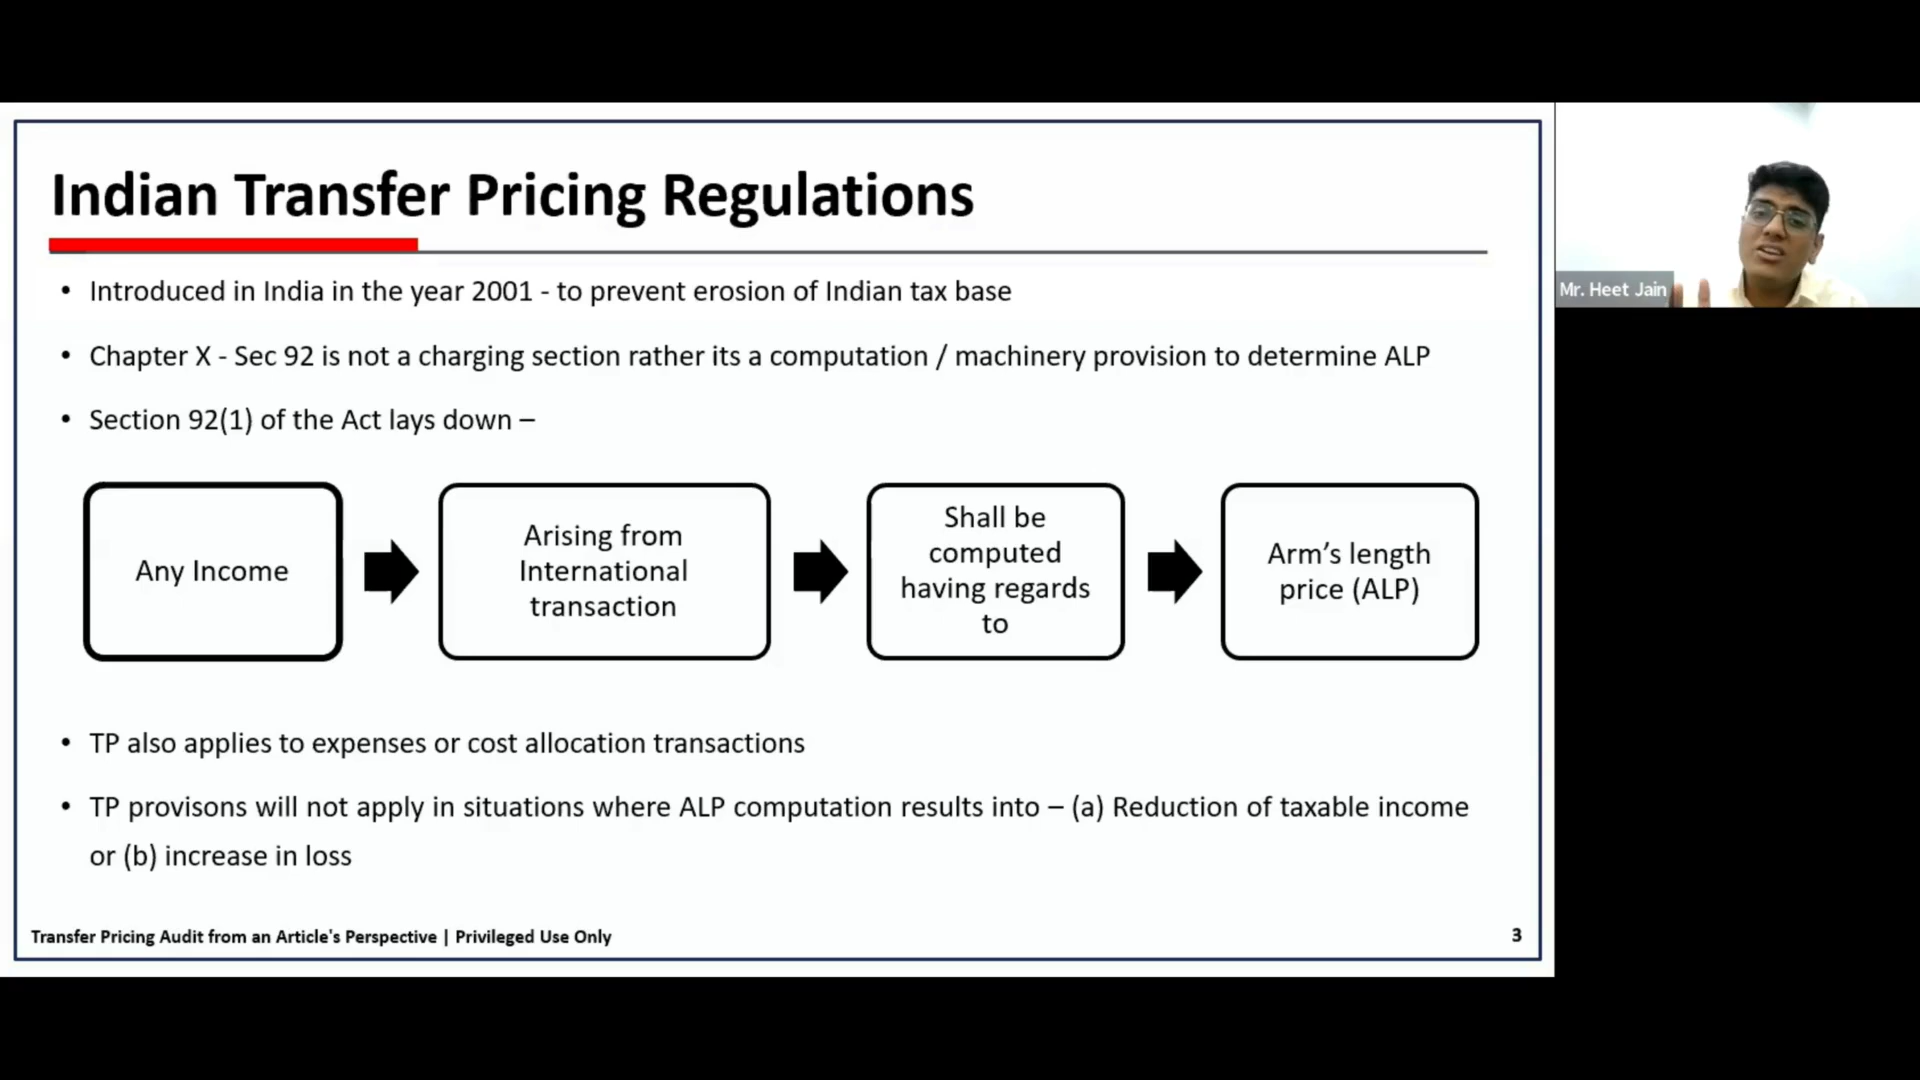 Indian Transfer Pricing Regulations
• Introduced in India in the year 2001 - to prevent erosion of Indian tax base
• Chapter X - Sec 92 is not a charging section rather its a computation / machinery provision to determine ALP
• Section 92(1) of the Act lays down –
Any Income
Arising from
International
transaction
Shall be
computed
having regards
to
Arm's length
price (ALP)
• TP also applies to expenses or cost allocation transactions
• TP provisons will not apply in situations where ALP computation results into – (a) Reduction of taxable income
or (b) increase in loss
Transfer Pricing Audit from an Article's Perspective | Privileged Use Only
3
Mr. Heet Jain